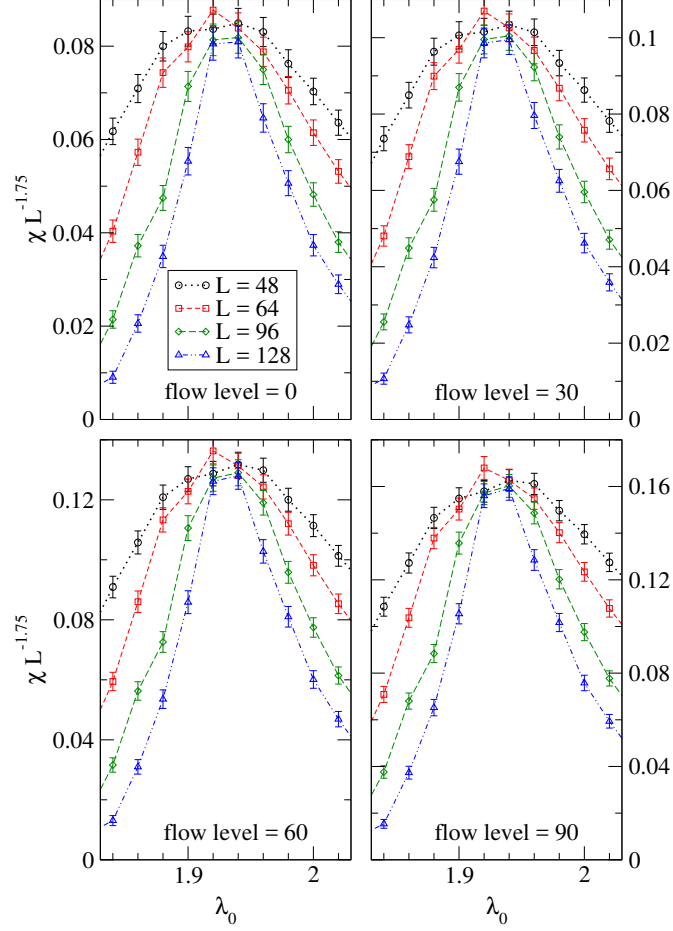 0.08
0.06
0.04
0.02
0
χ L^-1.75
L = 48
L = 64
L = 96
L = 128
flow level = 0
0.1
0.08
0.06
0.04
0.02
0
flow level = 30
0.12
0.08
0.04
0
χ L^-1.75
flow level = 60
1.9
2
λ₀
0.16
0.12
0.08
0.04
0
flow level = 90
1.9
2
λ₀